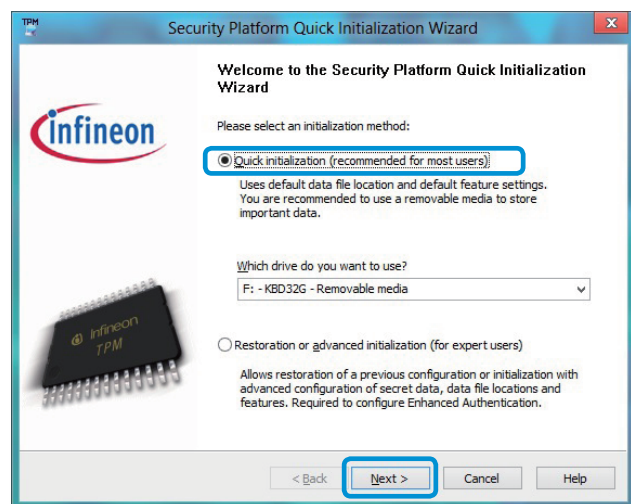 TPM
Security Platform Quick Initialization Wizard
x
Welcome to the Security Platform Quick Initialization
Wizard
infineon
Please select an initialization method:
Quick initialization (recommended for most users)
Uses default data file location and default feature settings.
You are recommended to use a removable media to store
important data.
Which drive do you want to use?
F: - KBD32G - Removable media
Infineon
TPM
Restoration or advanced initialization (for expert users)
Allows restoration of a previous configuration or initialization with
advanced configuration of secret data, data file locations and
features. Required to configure Enhanced Authentication.
< Back
Next >
Cancel
Help